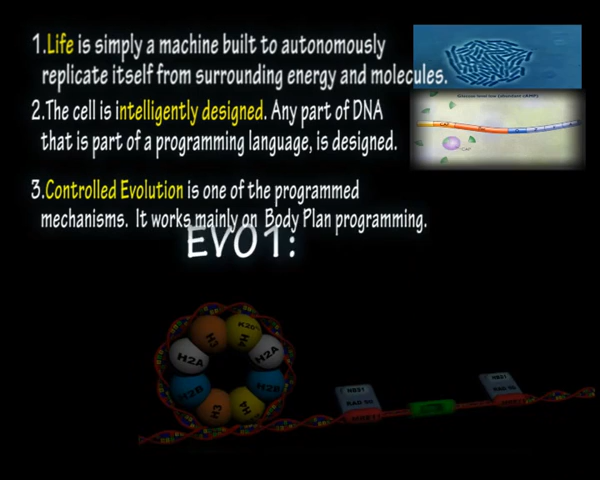 1.Life is simply a machine built to autonomously
replicate itself from surrounding energy and molecules.
2.The cell is intelligently designed. Any part of DNA
that is part of a programming language, is designed.
3.Controlled Evolution is one of the programmed
mechanisms. It works mainly on Body Plan programming.
EVO1:
H3
H4
H2A
H2A
H2B
H2B
H3
H4